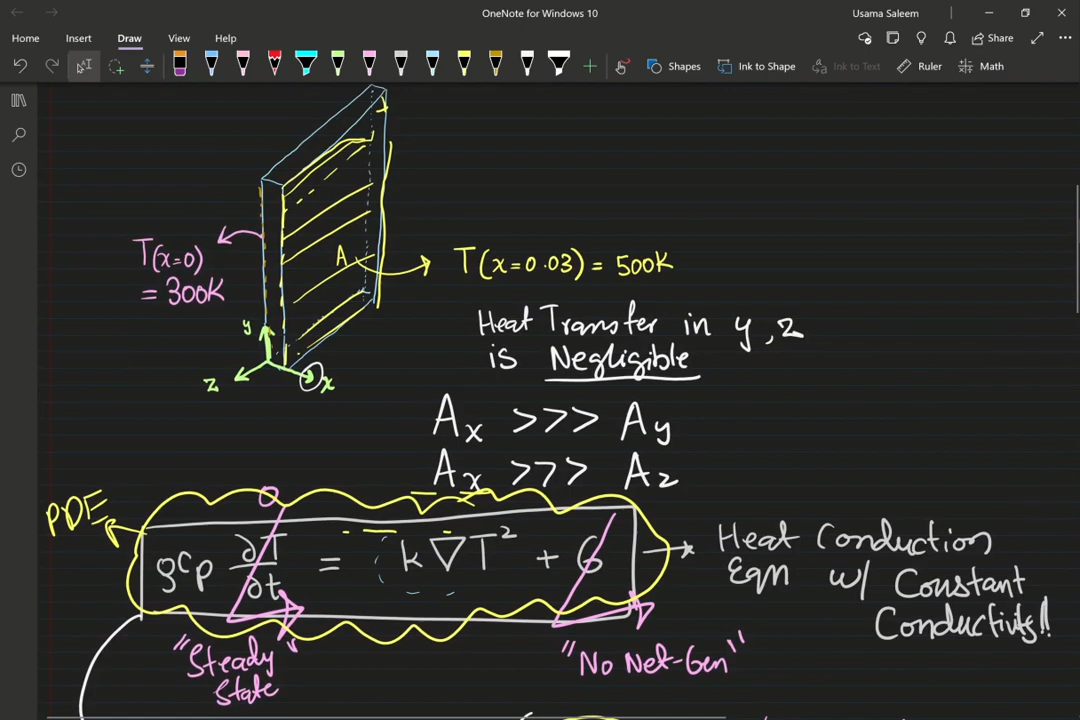 OneNote for Windows 10
Usama Saleem
Home
Insert
Draw
View
Help
Share
Shapes
Ink to Shape
Ink to Text
Ruler
Math
T(x=0)
= 300K
A
T(x=0.03) = 500K
y
z
x
Heat Transfer in y, z
is Negligible
Ax >>> Ay
Ax >>> Az
PDE
0
ρCp ∂T/∂t = k∇T² + G
Heat Conduction
Eqn w/ Constant
Conductivity!!
"Steady
State"
"No Net-Gen"